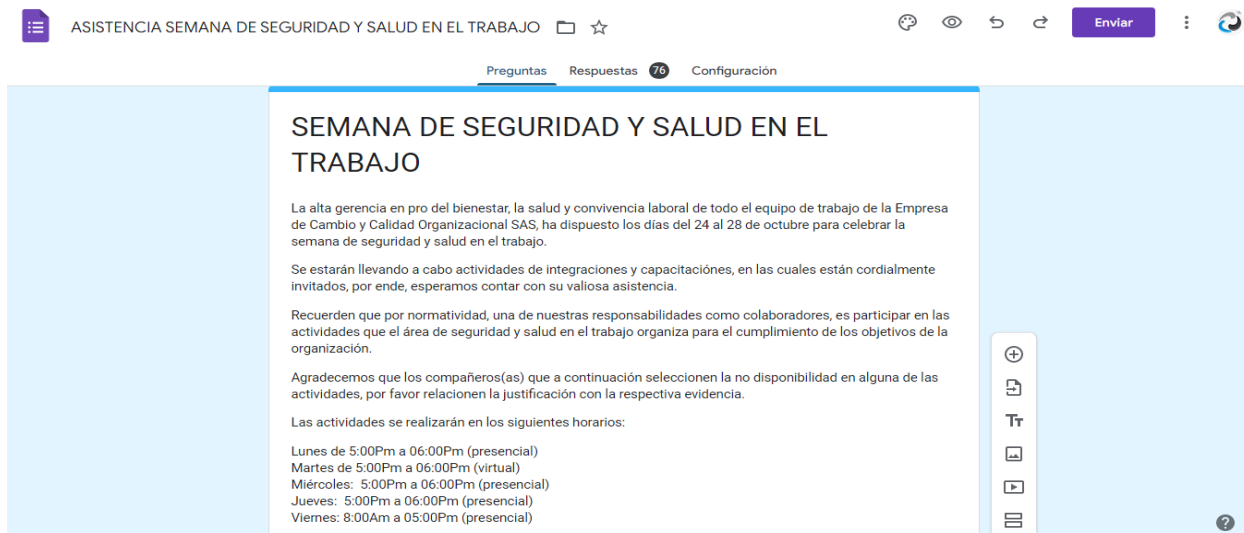 ASISTENCIA SEMANA DE SEGURIDAD Y SALUD EN EL TRABAJO
Enviar
Preguntas Respuestas 76 Configuración
SEMANA DE SEGURIDAD Y SALUD EN EL
TRABAJO
La alta gerencia en pro del bienestar, la salud y convivencia laboral de todo el equipo de trabajo de la Empresa
de Cambio y Calidad Organizacional SAS, ha dispuesto los días del 24 al 28 de octubre para celebrar la
semana de seguridad y salud en el trabajo.
Se estarán llevando a cabo actividades de integraciones y capacitaciónes, en las cuales están cordialmente
invitados, por ende, esperamos contar con su valiosa asistencia.
Recuerden que por normatividad, una de nuestras responsabilidades como colaboradores, es participar en las
actividades que el área de seguridad y salud en el trabajo organiza para el cumplimiento de los objetivos de la
organización.
Agradecemos que los compañeros(as) que a continuación seleccionen la no disponibilidad en alguna de las
actividades, por favor relacionen la justificación con la respectiva evidencia.
Las actividades se realizarán en los siguientes horarios:
Lunes de 5:00Pm a 06:00Pm (presencial)
Martes de 5:00Pm a 06:00Pm (virtual)
Miércoles:  5:00Pm a 06:00Pm (presencial)
Jueves:  5:00Pm a 06:00Pm (presencial)
Viernes: 8:00Am a 05:00Pm (presencial)